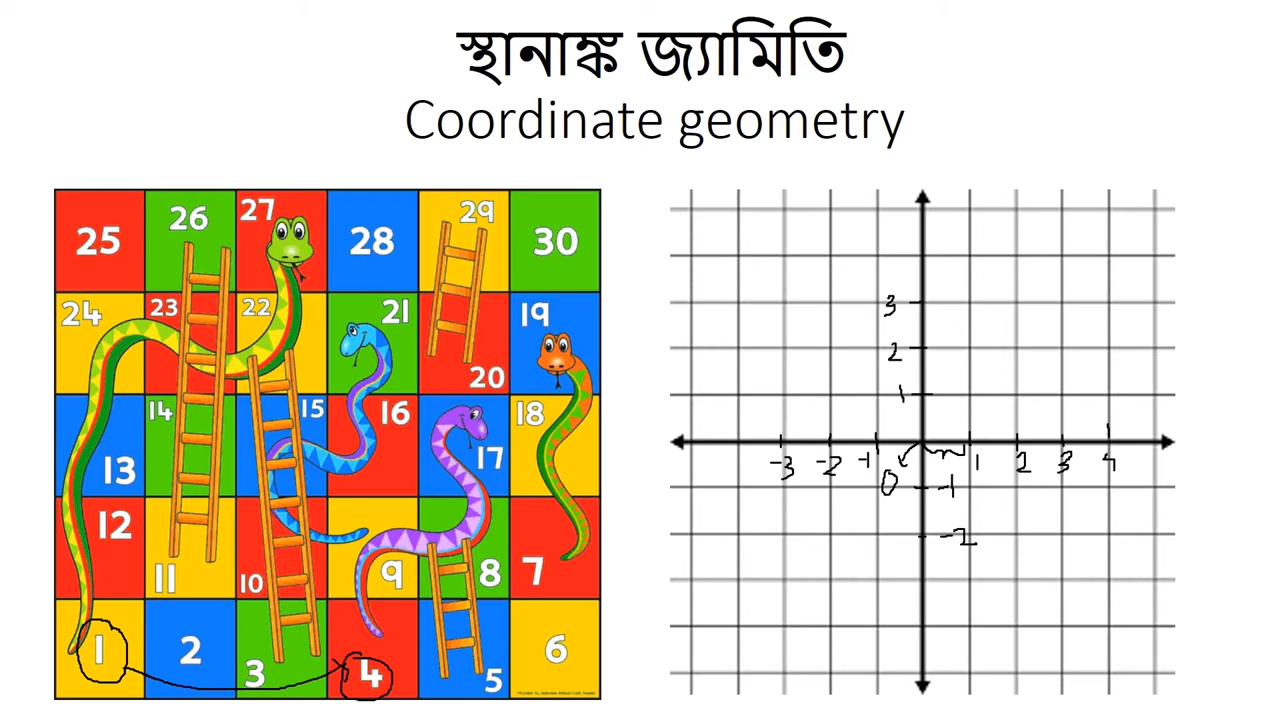 স্থানাঙ্ক জ্যামিতি
Coordinate geometry
25 26 27 28 29 30
24 23 22 21 20 19
13 14 15 16 17 18
12 11 10 9 8 7
1 2 3 4 5 6
3
2
1
-3 -2 -1 0 1 2 3 4
-1
-2